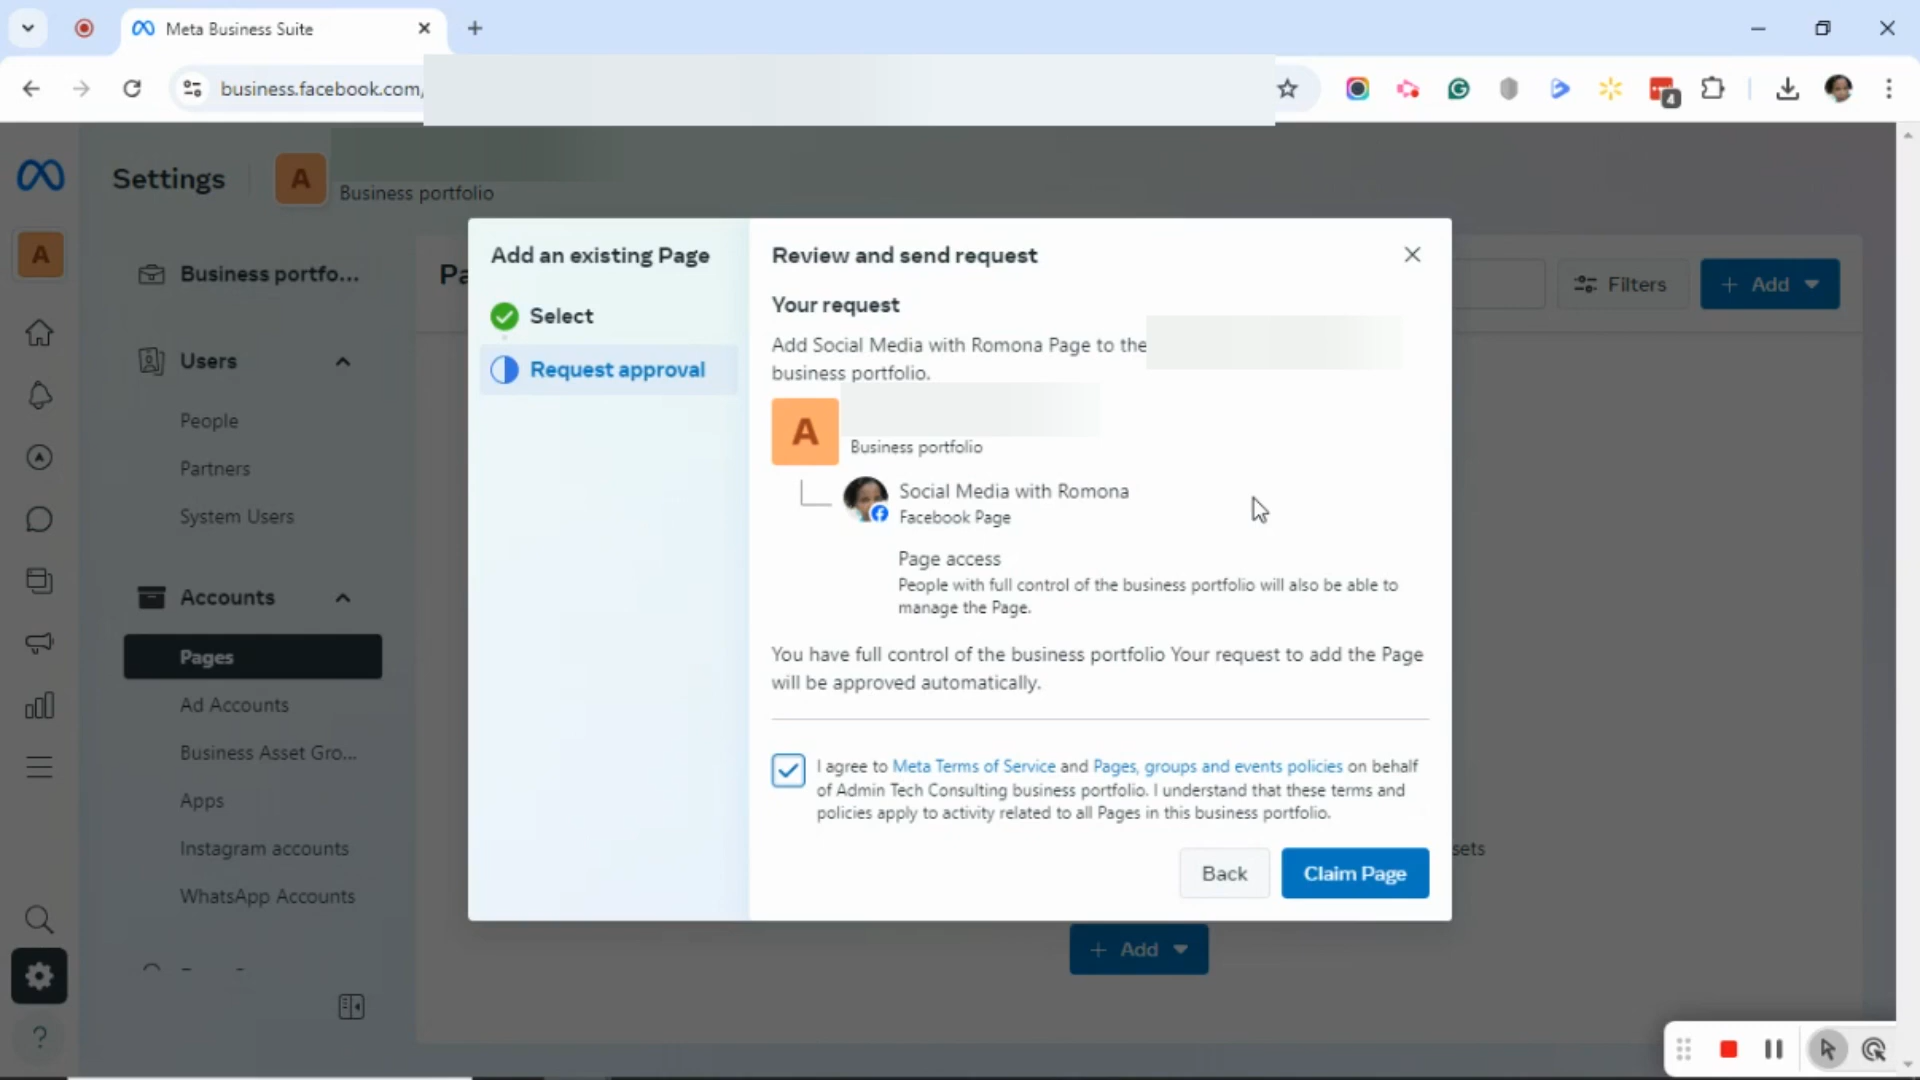 Meta Business Suite
business.facebook.com/
4
Settings
A
Business portfolio
A
Business portfo...
Users
People
Partners
System Users
Accounts
Pages
Ad Accounts
Business Asset Gro...
Apps
Instagram accounts
WhatsApp Accounts
?
Pa
Filters
+ Add
Add an existing Page
Select
Request approval
Review and send request
Your request
Add Social Media with Romona Page to the
business portfolio.
A
Business portfolio
Social Media with Romona
Facebook Page
Page access
People with full control of the business portfolio will also be able to
manage the Page.
You have full control of the business portfolio Your request to add the Page
will be approved automatically.
I agree to Meta Terms of Service and Pages, groups and events policies on behalf
of Admin Tech Consulting business portfolio. I understand that these terms and
policies apply to activity related to all Pages in this business portfolio.
Back
Claim Page
sets
+ Add